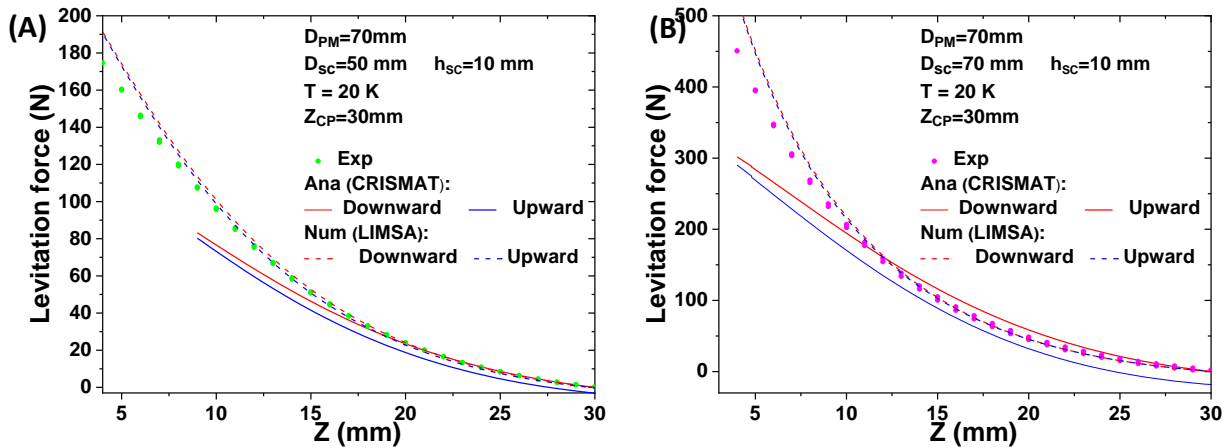 (A)
Levitation force (N)
200
180
160
140
120
100
80
60
40
20
0
D_PM=70mm
D_sc=50 mm h_SC=10 mm
T = 20 K
Z_CP=30mm
Exp
Ana (CRISMAT):
Downward Upward
Num (LIMSA):
Downward Upward
5 10 15 20 25 30
Z (mm)
(B)
Levitation force (N)
500
400
300
200
100
0
D_PM=70mm
D_sc=70 mm h_SC=10 mm
T = 20 K
Z_CP=30mm
Exp
Ana (CRISMAT):
Downward Upward
Num (LIMSA):
Downward Upward
5 10 15 20 25 30
Z (mm)